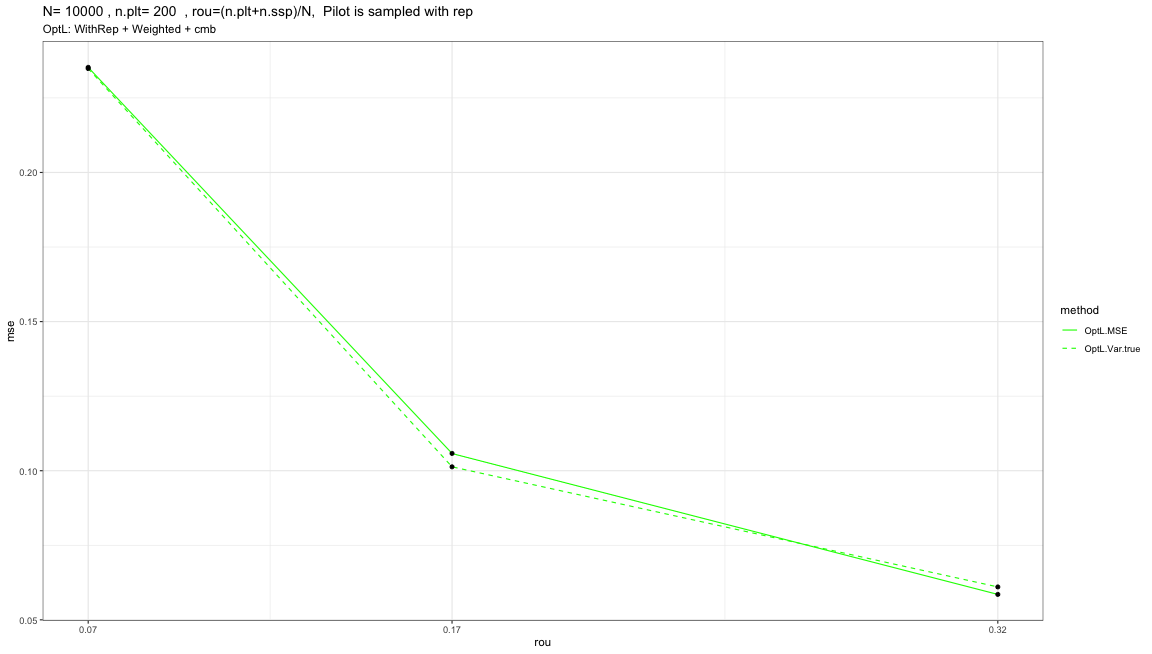 N= 10000 , n.plt= 200  , rou=(n.plt+n.ssp)/N,  Pilot is sampled with rep
OptL: WithRep + Weighted + cmb
mse
0.20
0.15
0.10
0.05
0.07
0.17
0.32
rou
method
OptL.MSE
OptL.Var.true